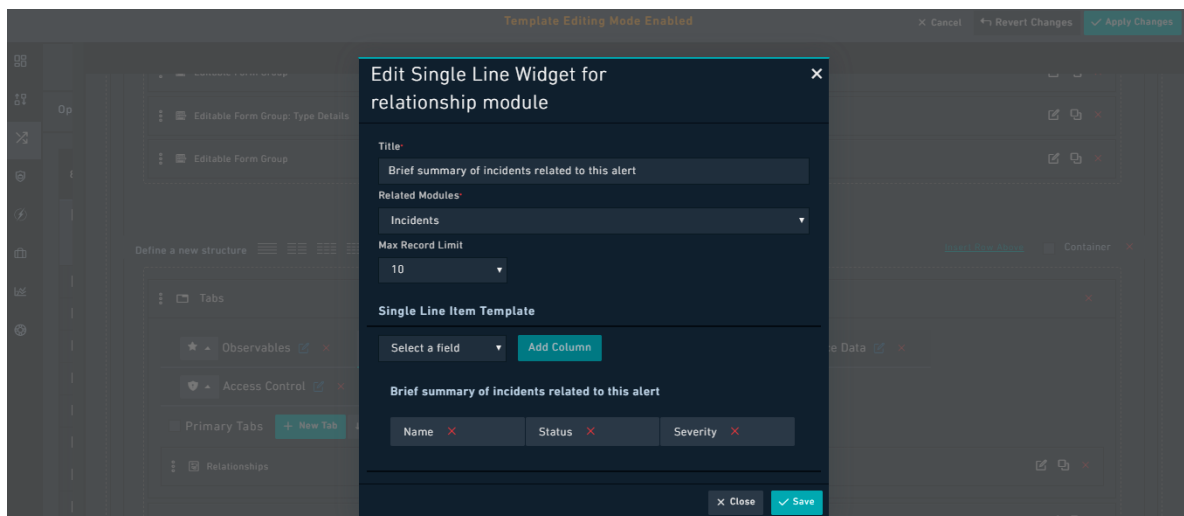 Template Editing Mode Enabled
× Cancel
Revert Changes
Apply Changes
Editable Form Group
Op
Editable Form Group: Type Details
Editable Form Group
Define a new structure
Insert Row Above
Container
Tabs
Observables
Access Control
Primary Tabs
+ New Tab
Relationships
e Data
Edit Single Line Widget for
relationship module
Title
Brief summary of incidents related to this alert
Related Modules
Incidents
Max Record Limit
10
Single Line Item Template
Select a field
Add Column
Brief summary of incidents related to this alert
Name
Status
Severity
× Close
Save